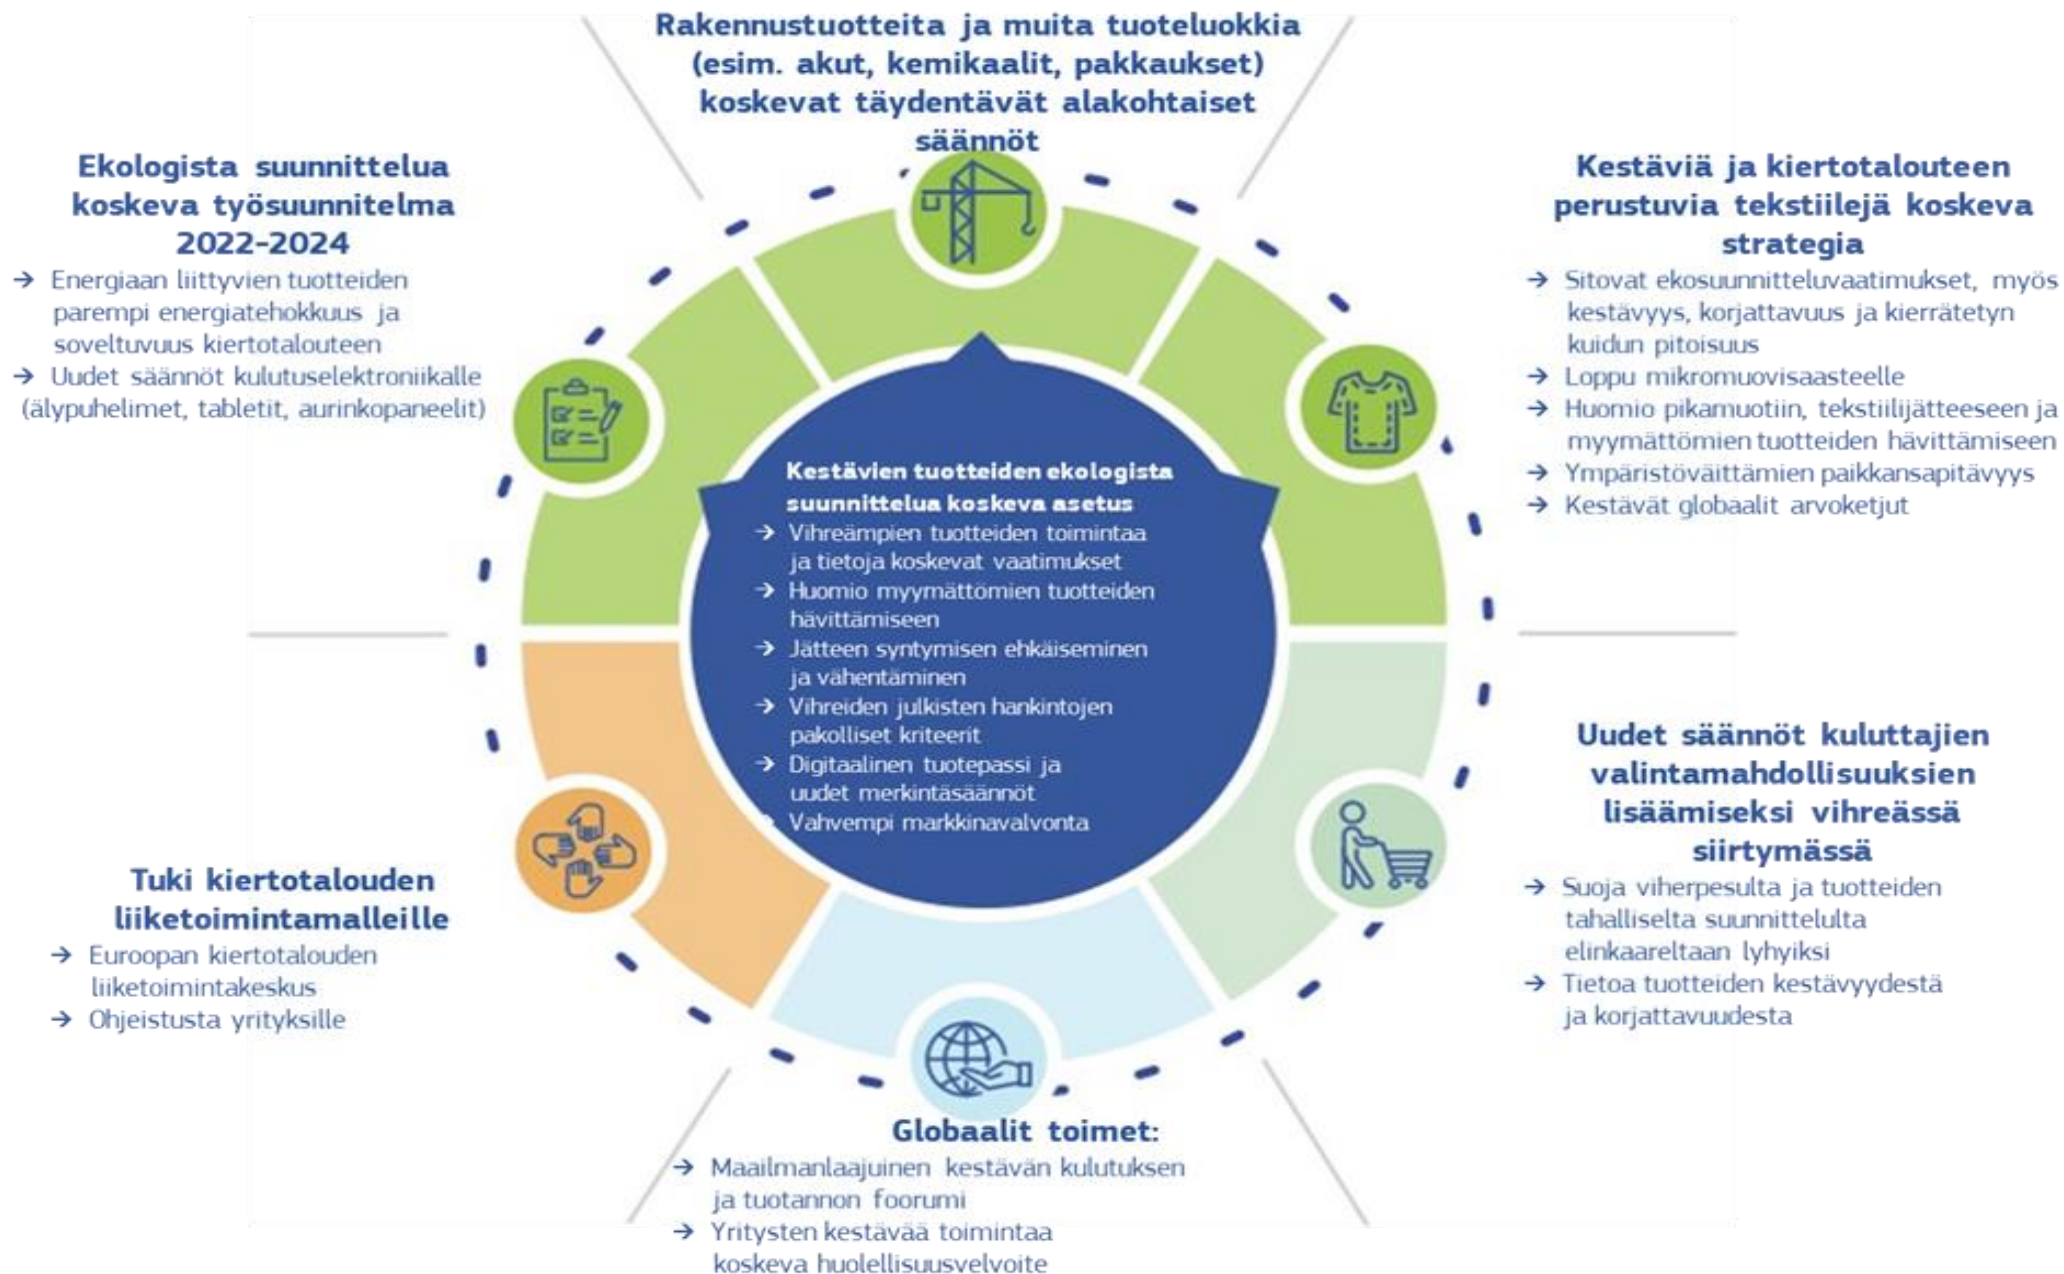 Rakennustuotteita ja muita tuoteluokkia
(esim. akut, kemikaalit, pakkaukset)
koskevat täydentävät alakohtaiset
säännöt
Ekologista suunnittelua
koskeva työsuunnitelma
2022-2024
→ Energiaan liittyvien tuotteiden
parempi energiatehokkuus ja
soveltuvuus kiertotalouteen
→ Uudet säännöt kulutuselektroniikalle
(älypuhelimet, tabletit, aurinkopaneelit)
Kestäviä ja kiertotalouteen
perustuvia tekstiilejä koskeva
strategia
→ Sitovat ekosuunnitteluvaatimukset, myös
kestävyys, korjattavuus ja kierrätetyn
kuidun pitoisuus
→ Loppu mikromuovisaasteelle
→ Huomio pikamuotiin, tekstiilijätteeseen ja
myymättömien tuotteiden hävittämiseen
→ Ympäristöväittämien paikkansapitävyys
→ Kestävät globaalit arvoketjut
Kestävien tuotteiden ekologista
suunnittelua koskeva asetus
→ Vihreämpien tuotteiden toimintaa
ja tietoja koskevat vaatimukset
→ Huomio myymättömien tuotteiden
hävittämiseen
→ Jätteen syntymisen ehkäiseminen
ja vähentäminen
→ Vihreiden julkisten hankintojen
pakolliset kriteerit
→ Digitaalinen tuotepassi ja
uudet merkintäsäännöt
→ Vahvempi markkinavalvonta
Uudet säännöt kuluttajien
valintamahdollisuuksien
lisäämiseksi vihreässä
siirtymässä
→ Suoja viherpesulta ja tuotteiden
tahalliselta suunnittelulta
elinkaareltaan lyhyiksi
→ Tietoa tuotteiden kestävyydestä
ja korjattavuudesta
Tuki kiertotalouden
liiketoimintamalleille
→ Euroopan kiertotalouden
liiketoimintakeskus
→ Ohjeistusta yrityksille
Globaalit toimet:
→ Maailmanlaajuinen kestävän kulutuksen
ja tuotannon foorumi
→ Yritysten kestävää toimintaa
koskeva huolellisuusvelvoite